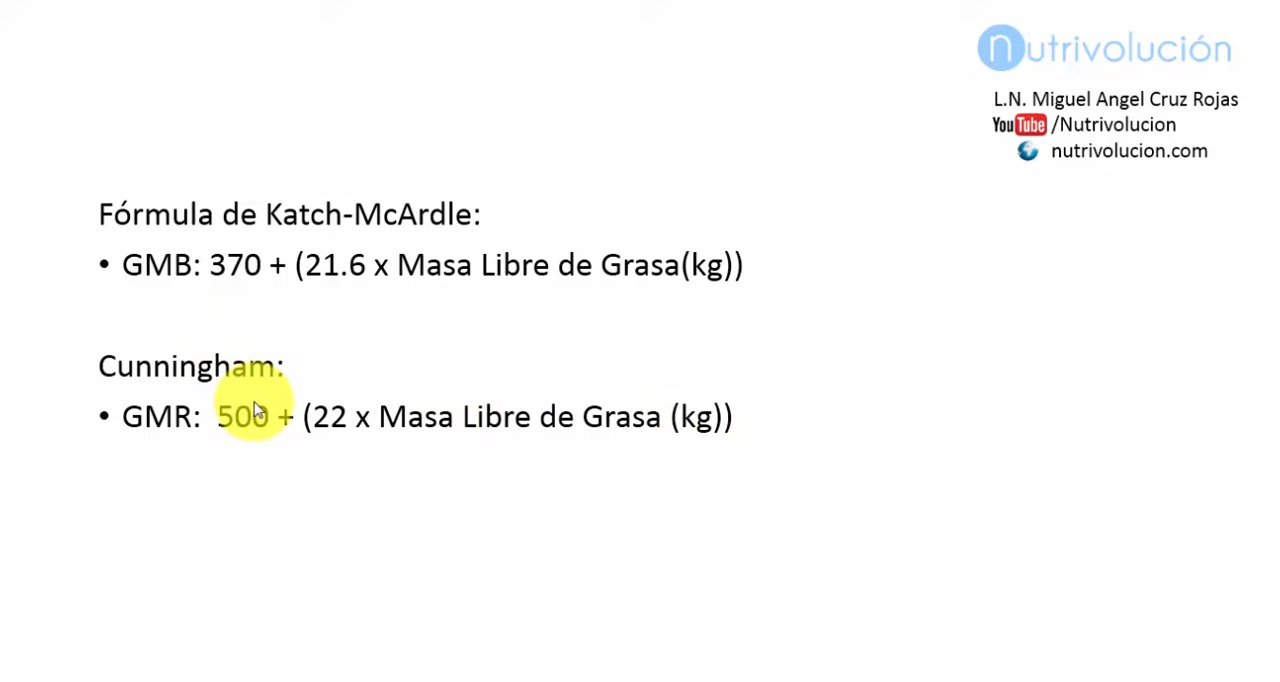 nutrivolución
L.N. Miguel Angel Cruz Rojas
YouTube /Nutrivolucion
nutrivolucion.com
Fórmula de Katch-McArdle:
• GMB: 370 + (21.6 x Masa Libre de Grasa(kg))
Cunningham:
• GMR: 500 + (22 x Masa Libre de Grasa (kg))